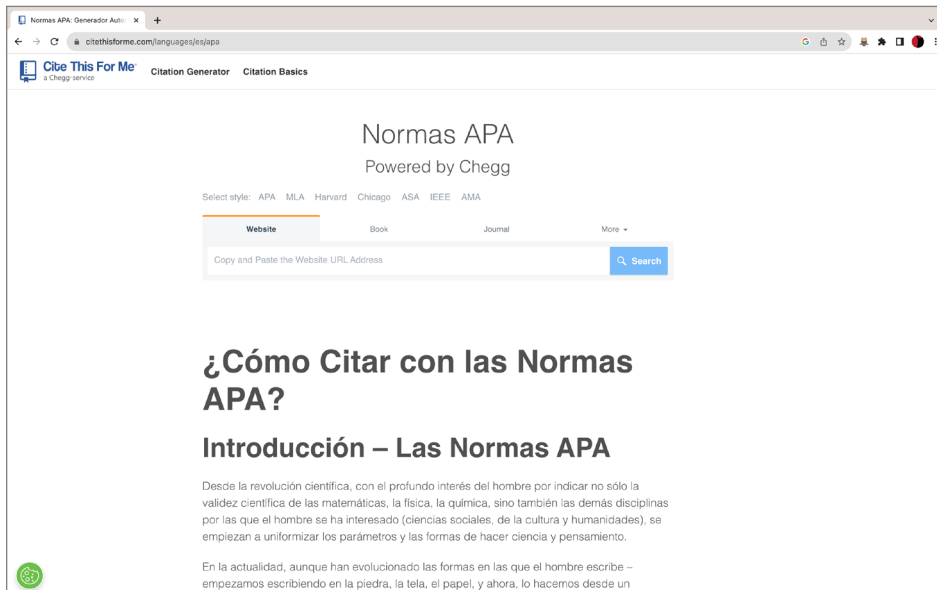 Normas APA: Generador Auto
citethisforme.com/languages/es/apa
Cite This For Me
a Chegg service
Citation Generator Citation Basics
Normas APA
Powered by Chegg
Select style: APA MLA Harvard Chicago ASA IEEE AMA
Website Book Journal More
Copy and Paste the Website URL Address
Search
¿Cómo Citar con las Normas
APA?
Introducción – Las Normas APA
Desde la revolución científica, con el profundo interés del hombre por indicar no sólo la
validez científica de las matemáticas, la física, la química, sino también las demás disciplinas
por las que el hombre se ha interesado (ciencias sociales, de la cultura y humanidades), se
empiezan a uniformizar los parámetros y las formas de hacer ciencia y pensamiento.
En la actualidad, aunque han evolucionado las formas en las que el hombre escribe –
empezamos escribiendo en la piedra, la tela, el papel, y ahora, lo hacemos desde un